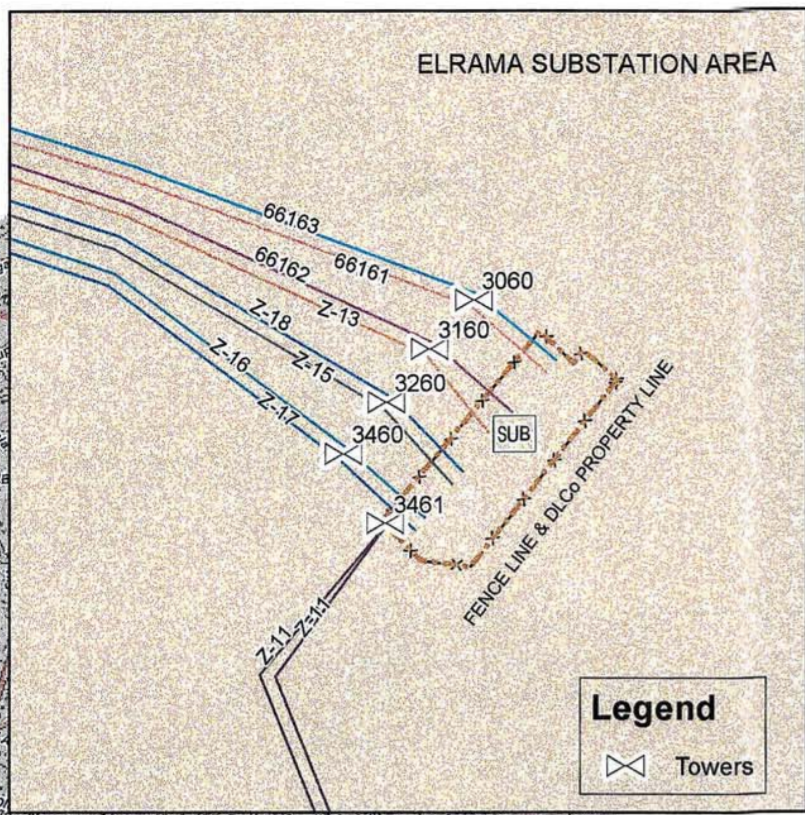 ELRAMA SUBSTATION AREA
66163
66161
66162
Z-13
Z-18
Z-15
Z-16
Z-17
3060
3160
3260
3460
3461
SUB
FENCE LINE & DLCo PROPERTY LINE
Z-11
Z-11
Legend
Towers